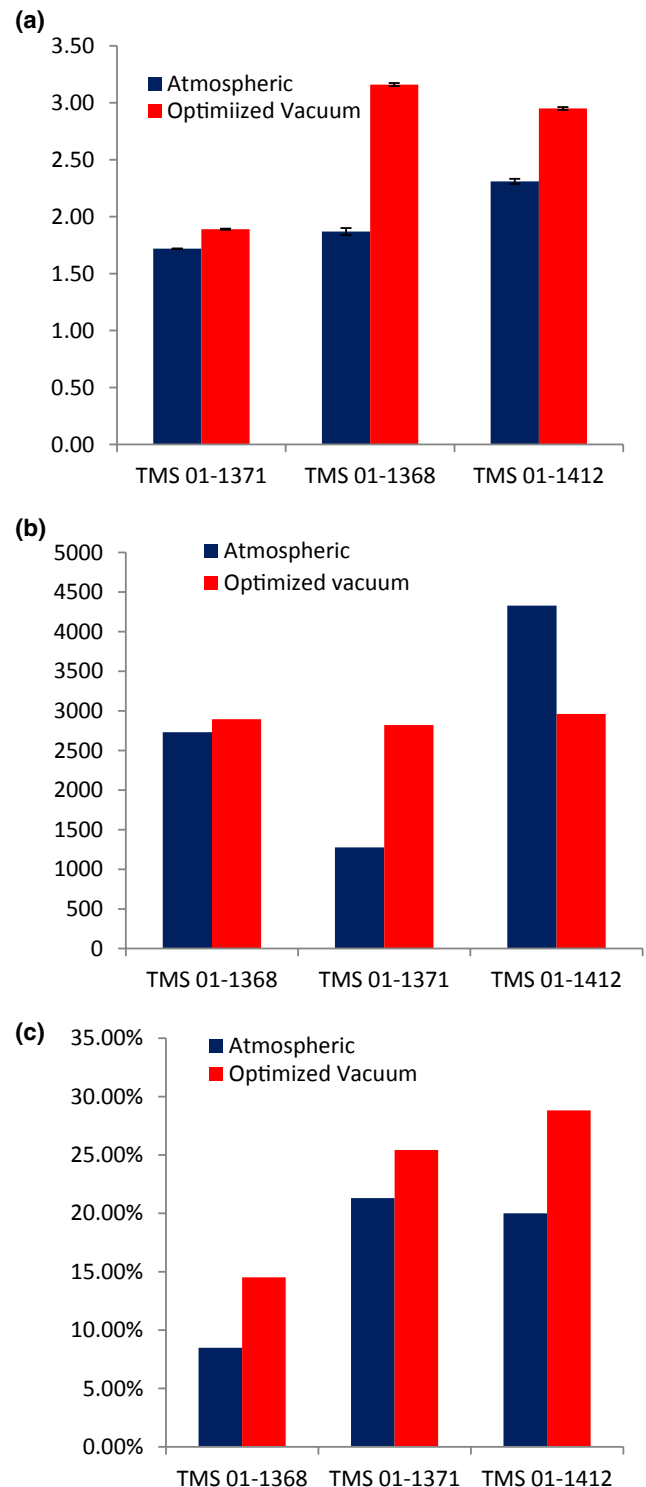 (a)
3.50
3.00
2.50
2.00
1.50
1.00
0.50
0.00
Atmospheric
Optimiized Vacuum
TMS 01-1371 TMS 01-1368 TMS 01-1412
(b)
5000
4500
4000
3500
3000
2500
2000
1500
1000
500
0
Atmospheric
Optimized vacuum
TMS 01-1368 TMS 01-1371 TMS 01-1412
(c)
35.00%
30.00%
25.00%
20.00%
15.00%
10.00%
5.00%
0.00%
Atmospheric
Optimized Vacuum
TMS 01-1368 TMS 01-1371 TMS 01-1412